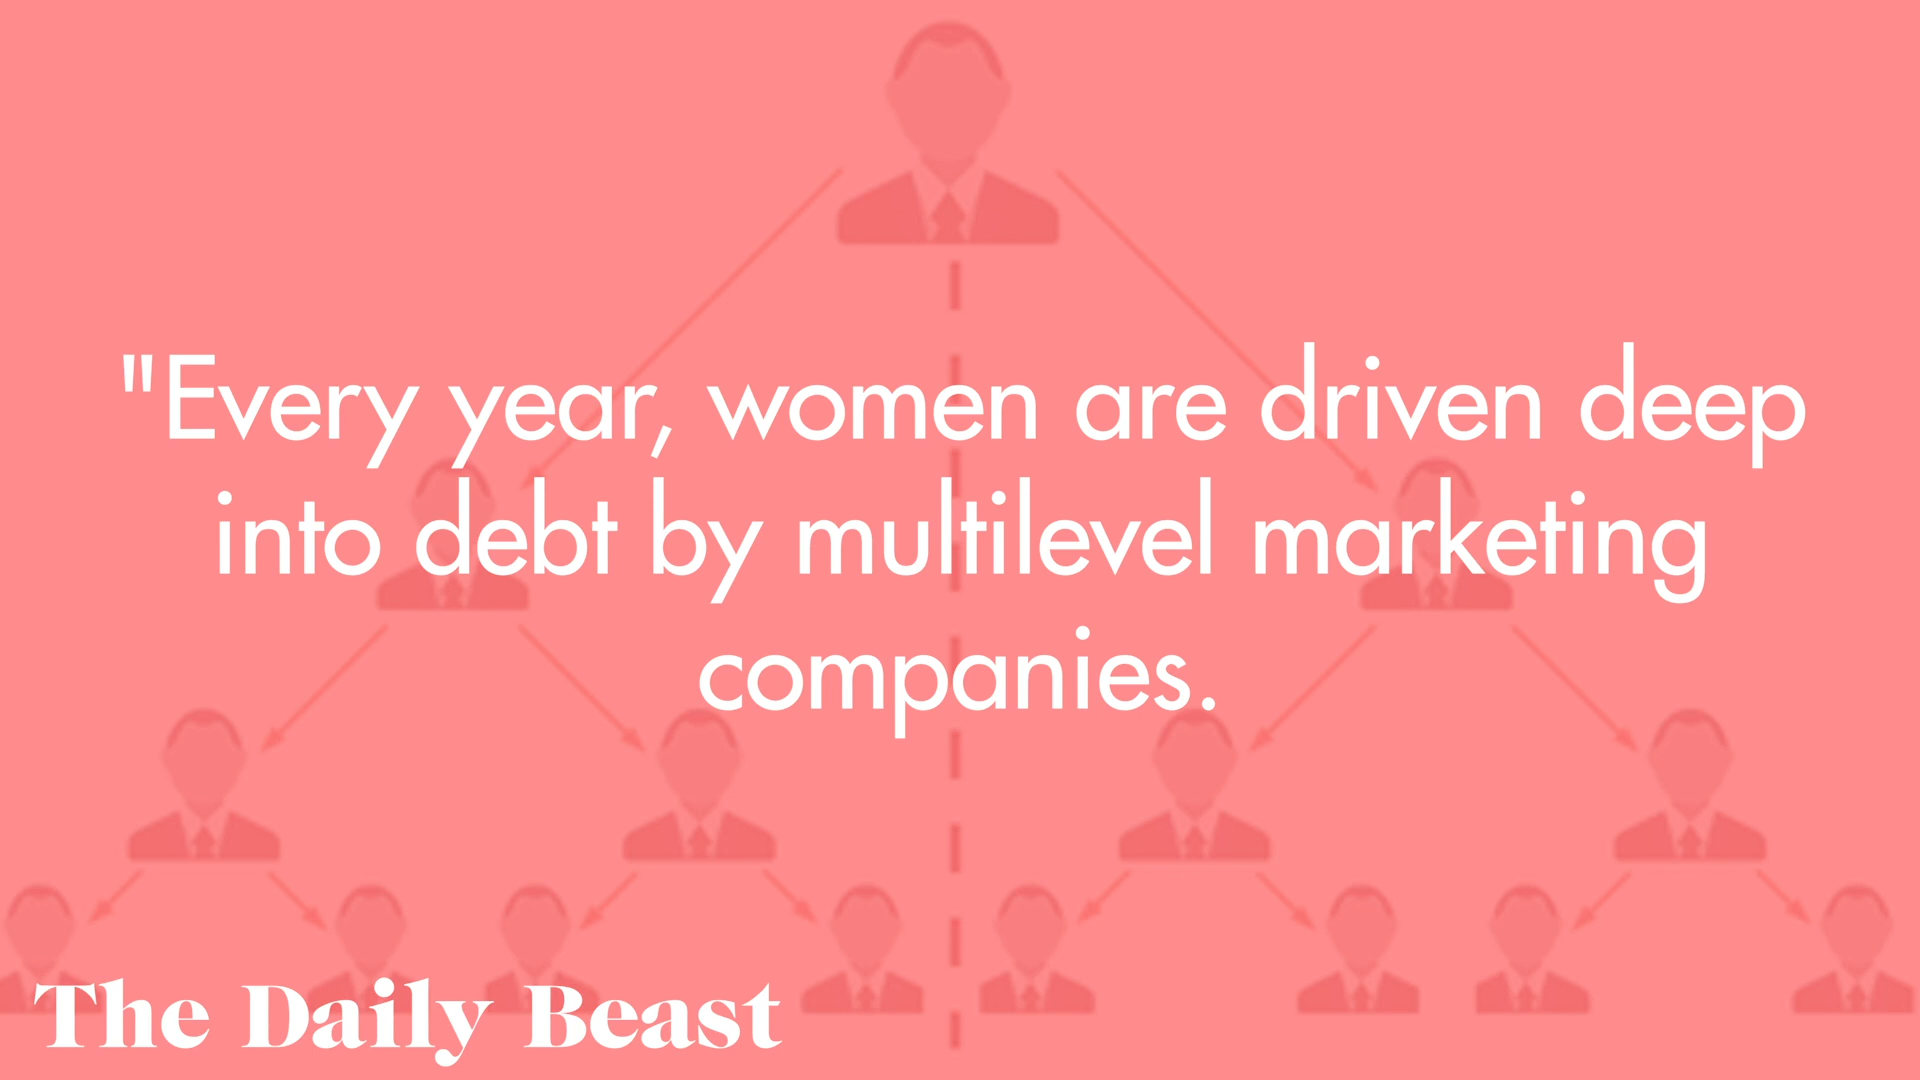 "Every year, women are driven deep
into debt by multilevel marketing
companies.
The Daily Beast